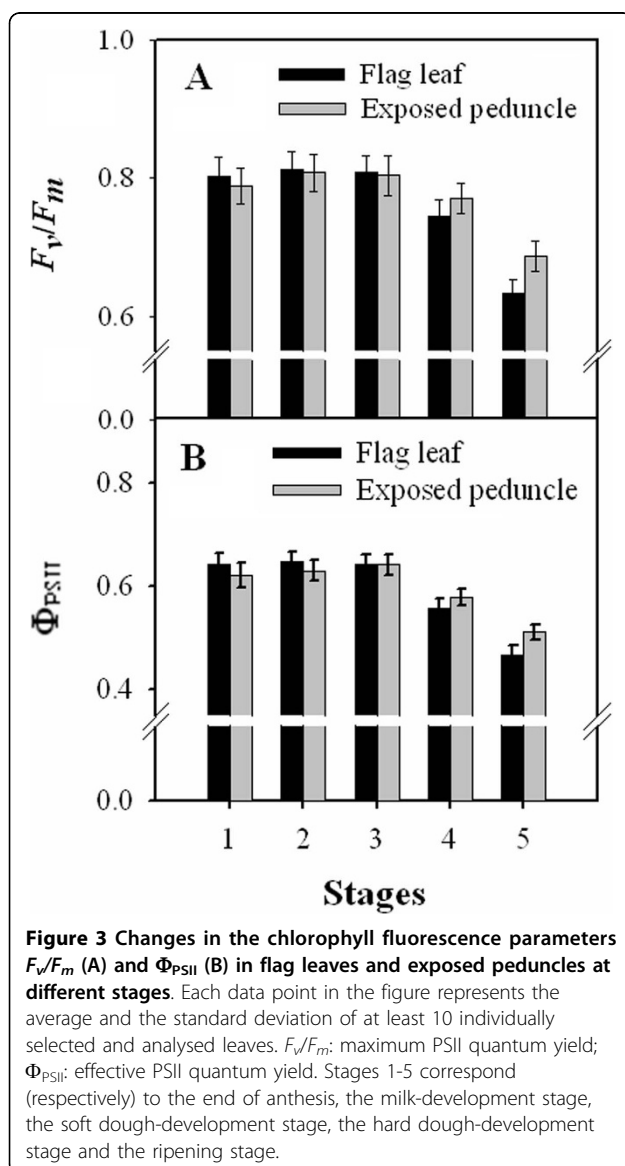 1.0
A
Flag leaf
Exposed peduncle
0.8
Fv/Fm
0.6
0.0
B
Flag leaf
Exposed peduncle
0.8
ΦPSII
0.6
0.4
0.0
1 2 3 4 5
Stages
Figure 3 Changes in the chlorophyll fluorescence parameters
Fv/Fm (A) and ΦPSII (B) in flag leaves and exposed peduncles at
different stages. Each data point in the figure represents the
average and the standard deviation of at least 10 individually
selected and analysed leaves. Fv/Fm: maximum PSII quantum yield;
ΦPSII: effective PSII quantum yield. Stages 1-5 correspond
(respectively) to the end of anthesis, the milk-development stage,
the soft dough-development stage, the hard dough-development
stage and the ripening stage.